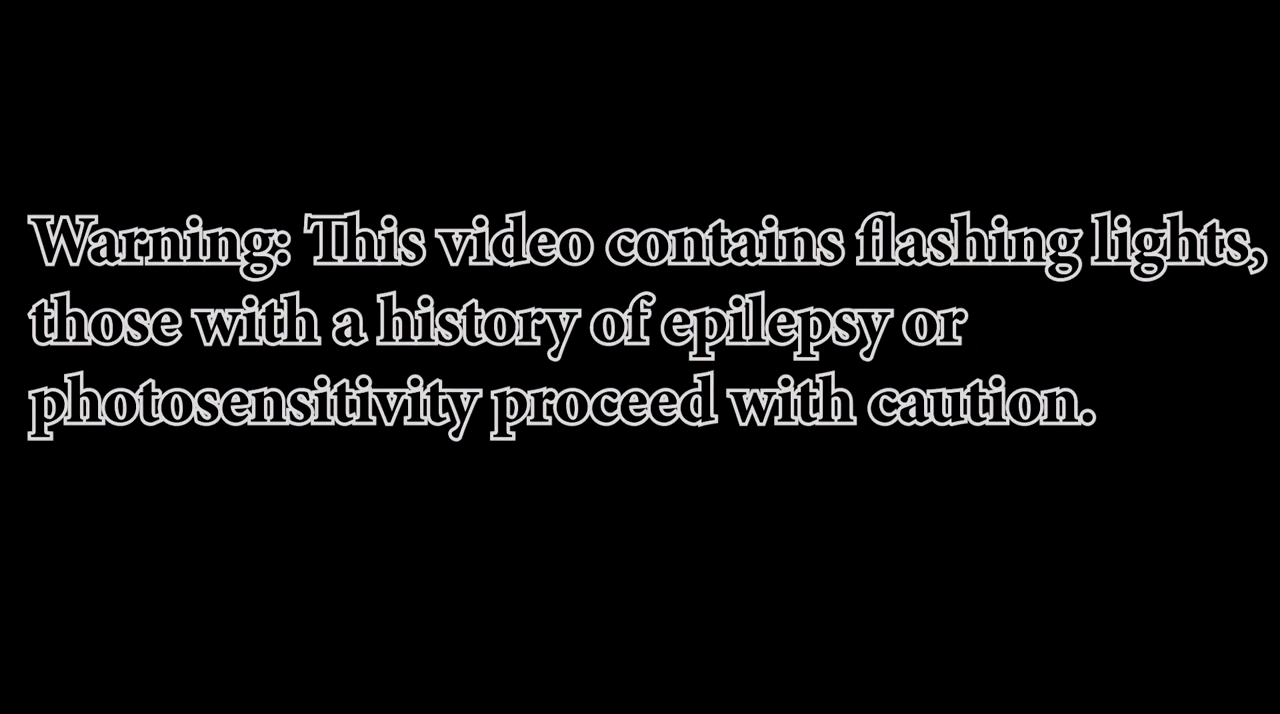 Warning: This video contains flashing lights,
those with a history of epilepsy or
photosensitivity proceed with caution.